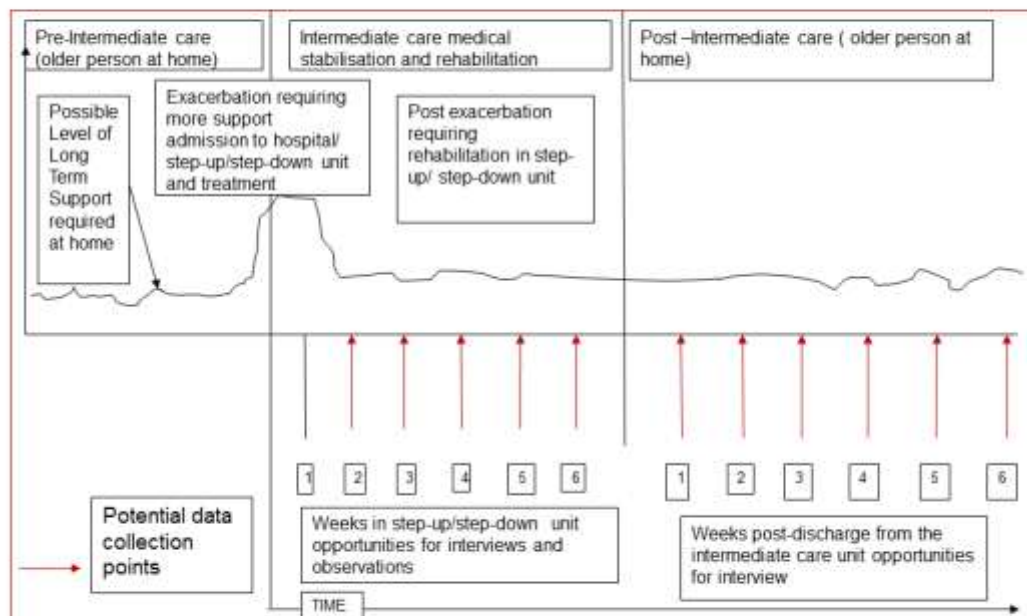 Pre-Intermediate care
(older person at home)
Intermediate care medical
stabilisation and rehabilitation
Post –Intermediate care ( older person at
home)
Possible
Level of
Long
Term
Support
required
at home
Exacerbation requiring
more support
admission to hospital/
step-up/step-down unit
and treatment
Post exacerbation
requiring
rehabilitation in step-
up/ step-down unit
1
2
3
4
5
6
1
2
3
4
5
6
Potential data
collection
points
Weeks in step-up/step-down unit
opportunities for interviews and
observations
Weeks post-discharge from the
intermediate care unit opportunities
for interview
TIME